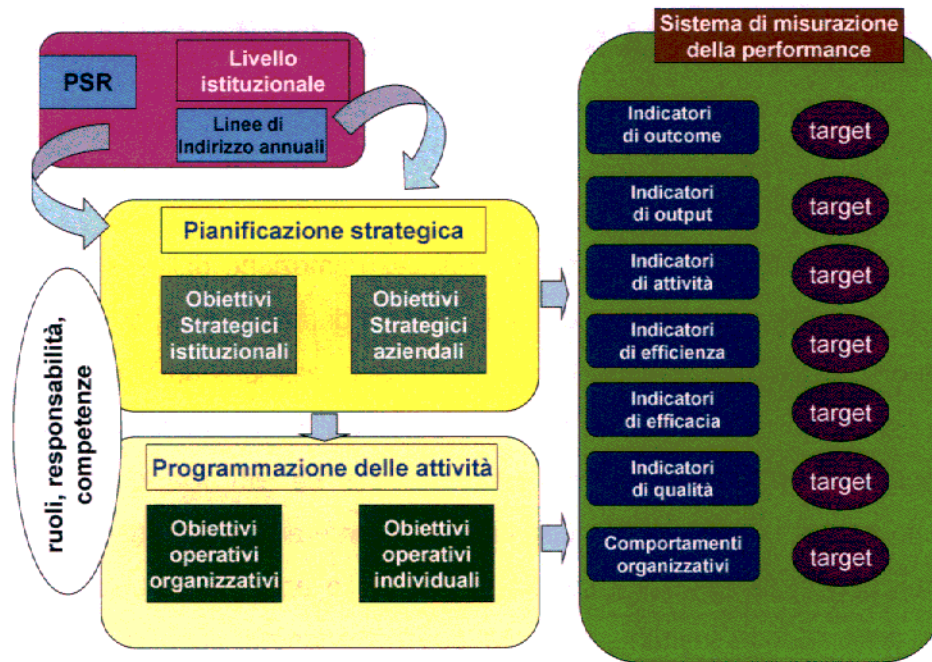 Sistema di misurazione
della performance
PSR
Livello
istituzionale
Linee di
Indirizzo annuali
Pianificazione strategica
Obiettivi
Strategici
istituzionali
Obiettivi
Strategici
aziendali
ruoli, responsabilità,
competenze
Programmazione delle attività
Obiettivi
operativi
organizzativi
Obiettivi
operativi
individuali
Indicatori
di outcome
target
Indicatori
di output
target
Indicatori
di attività
target
Indicatori
di efficienza
target
Indicatori
di efficacia
target
Indicatori
di qualità
target
Comportamenti
organizzativi
target